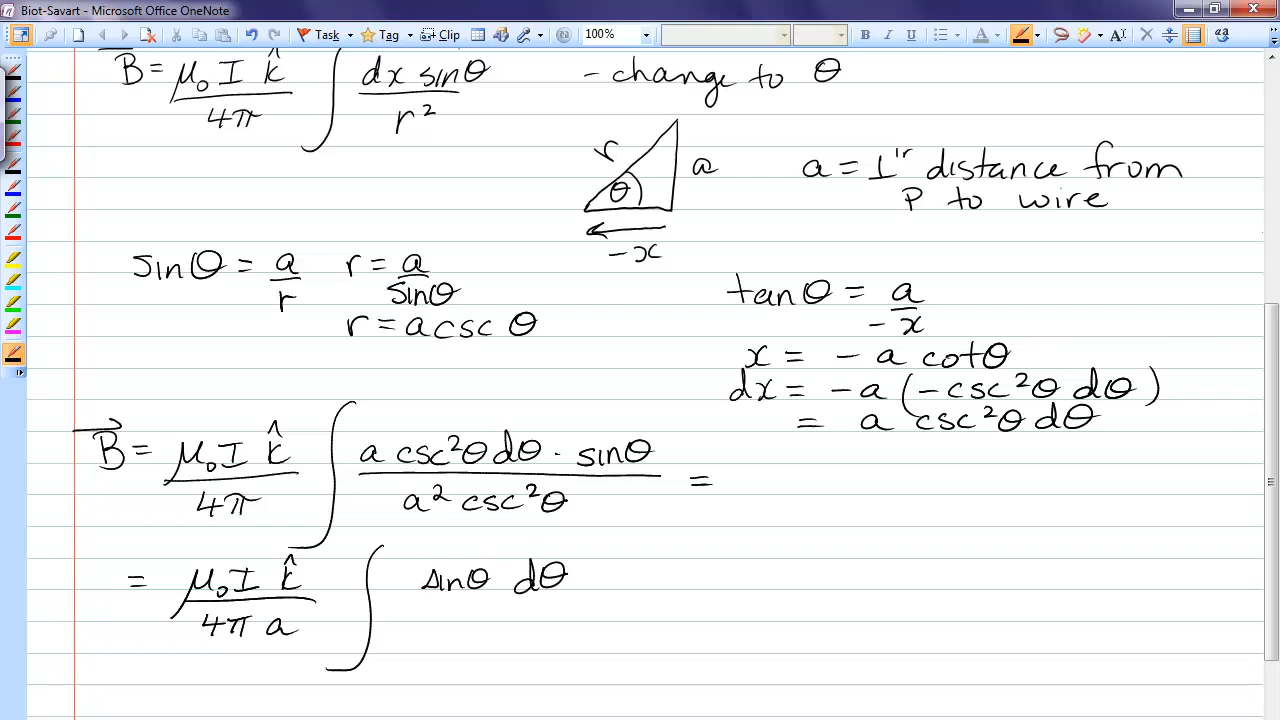 Biot-Savart - Microsoft Office OneNote
Task Tag Clip 100% B I U
B⃗ = μ₀ I k̂ / 4π ∫ dx sinθ / r² - change to θ
r a θ -x
a = ⊥ʳ distance from
P to wire
sinθ = a/r r = a/sinθ
r = a csc θ
tanθ = a/-x
x = - a cotθ
dx = -a (-csc²θ dθ)
= a csc²θ dθ
B⃗ = μ₀ I k̂ / 4π ∫ a csc²θ dθ · sinθ / a² csc²θ =
= μ₀ I k̂ / 4π a ∫ sinθ dθ